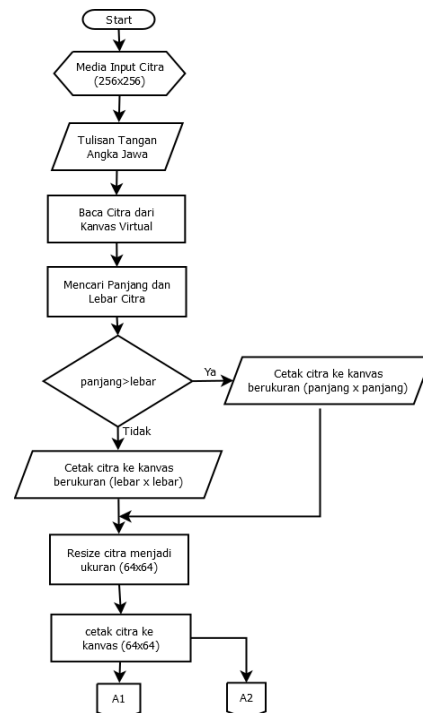 Start
Media Input Citra
(256x256)
Tulisan Tangan
Angka Jawa
Baca Citra dari
Kanvas Virtual
Mencari Panjang dan
Lebar Citra
panjang>lebar
Ya
Cetak citra ke kanvas
berukuran (panjang x panjang)
Tidak
Cetak citra ke kanvas
berukuran (lebar x lebar)
Resize citra menjadi
ukuran (64x64)
cetak citra ke
kanvas (64x64)
A1
A2